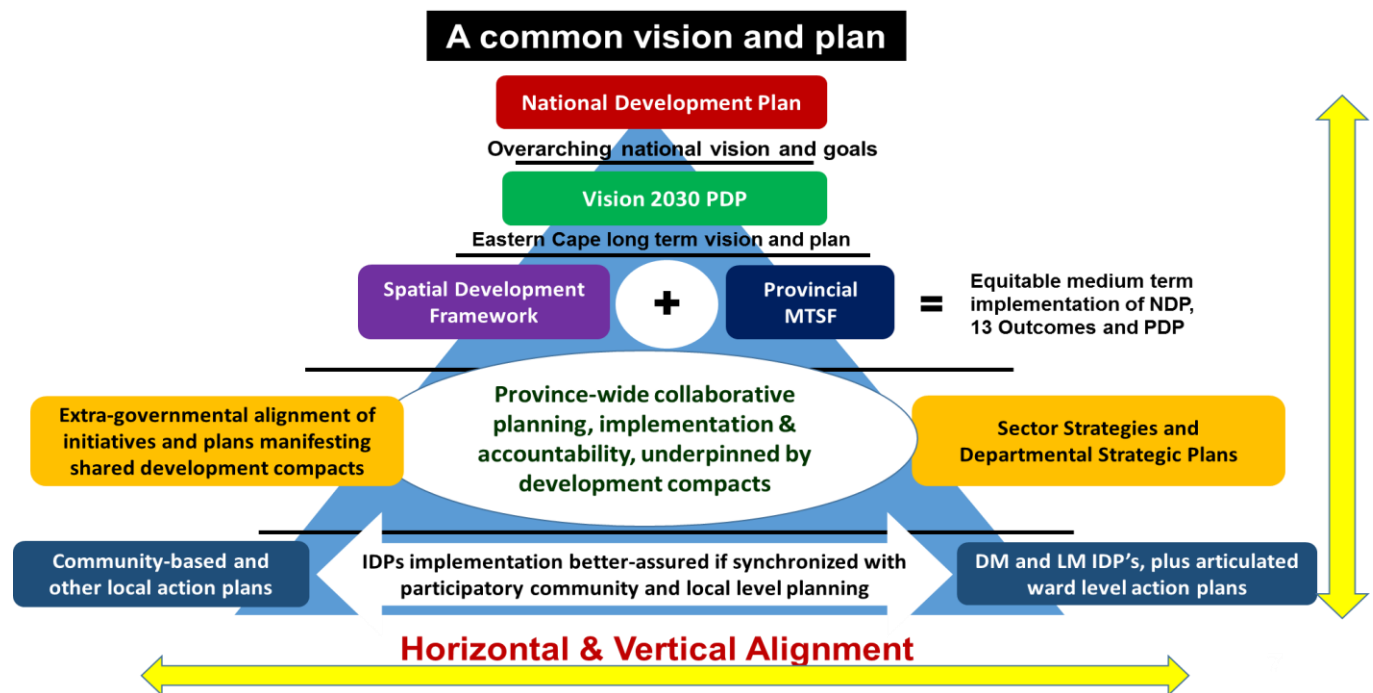 A common vision and plan
National Development Plan
Overarching national vision and goals
Vision 2030 PDP
Eastern Cape long term vision and plan
Spatial Development
Framework
+
Provincial
MTSF
=
Equitable medium term
implementation of NDP,
13 Outcomes and PDP
Extra-governmental alignment of
initiatives and plans manifesting
shared development compacts
Province-wide collaborative
planning, implementation &
accountability, underpinned by
development compacts
Sector Strategies and
Departmental Strategic Plans
Community-based and
other local action plans
IDPs implementation better-assured if synchronized with
participatory community and local level planning
DM and LM IDP's, plus articulated
ward level action plans
Horizontal & Vertical Alignment